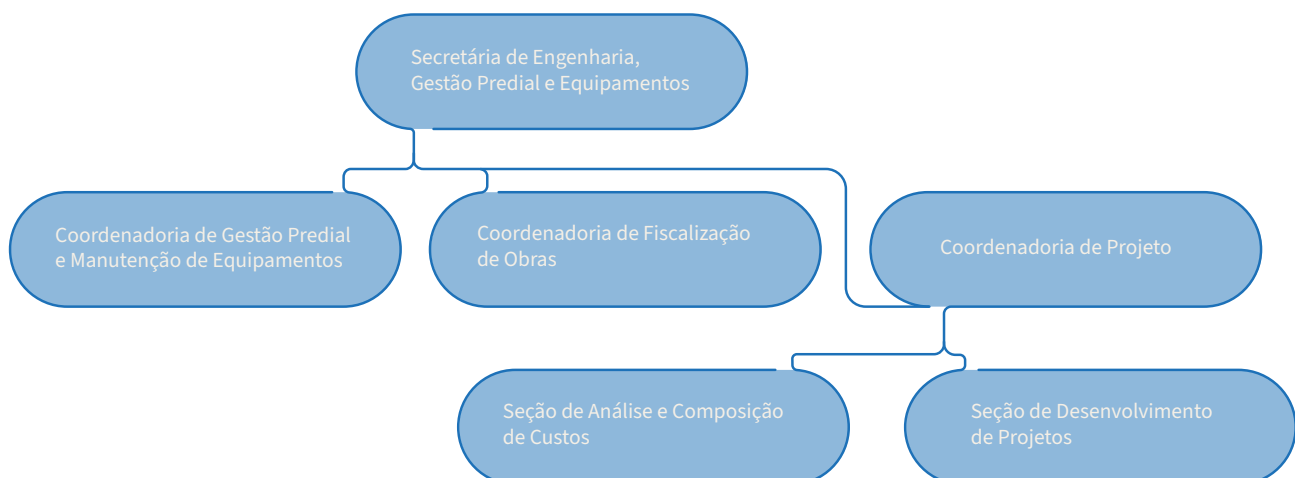 Secretária de Engenharia,
Gestão Predial e Equipamentos
Coordenadoria de Gestão Predial
e Manutenção de Equipamentos
Coordenadoria de Fiscalização
de Obras
Coordenadoria de Projeto
Seção de Análise e Composição
de Custos
Seção de Desenvolvimento
de Projetos